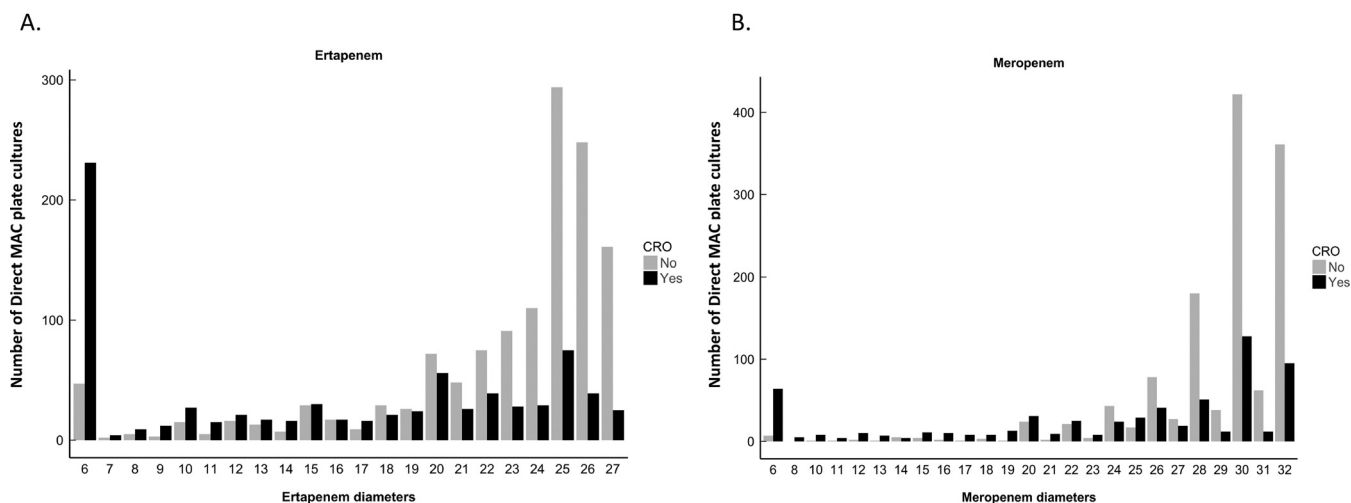 A.
Ertapenem
Number of Direct MAC plate cultures
300
200
100
0
6 7 8 9 10 11 12 13 14 15 16 17 18 19 20 21 22 23 24 25 26 27
Ertapenem diameters
CRO
No
Yes
B.
Meropenem
Number of Direct MAC plate cultures
400
300
200
100
0
6 8 10 11 12 13 14 15 16 17 18 19 20 21 22 23 24 25 26 27 28 29 30 31 32
Meropenem diameters
CRO
No
Yes